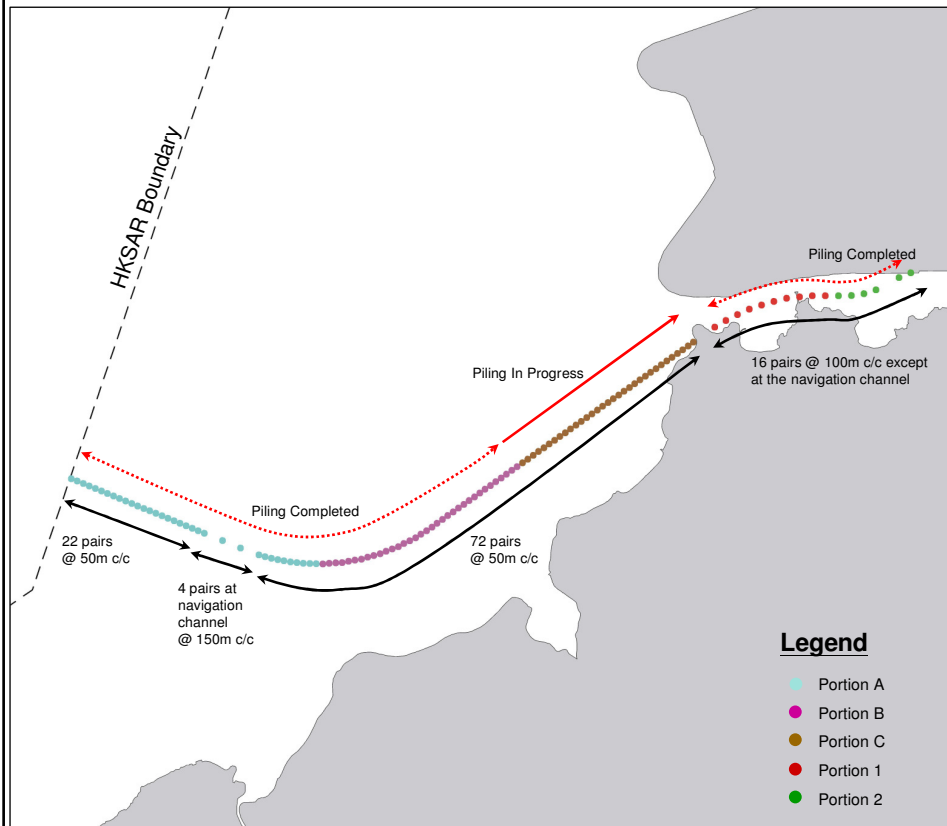 HKSAR Boundary
Piling Completed
Piling In Progress
16 pairs @ 100m c/c except
at the navigation channel
Piling Completed
22 pairs
@ 50m c/c
72 pairs
@ 50m c/c
4 pairs at
navigation
channel
@ 150m c/c
Legend
Portion A
Portion B
Portion C
Portion 1
Portion 2